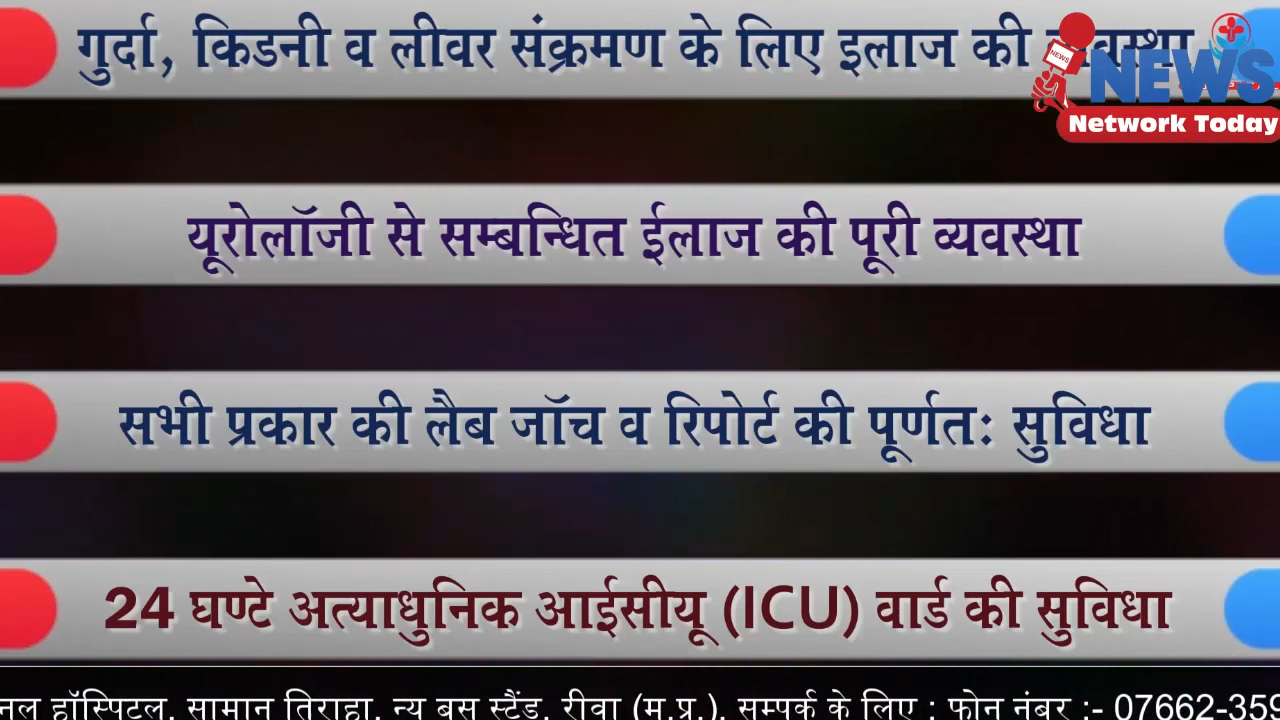 गुर्दा, किडनी व लीवर संक्रमण के लिए इलाज की
NEWS
NEWS
Network Today
यूरोलॉजी से सम्बन्धित ईलाज की पूरी व्यवस्था
सभी प्रकार की लैब जॉच व रिपोर्ट की पूर्णतः सुविधा
24 घण्टे अत्याधुनिक आईसीयू (ICU) वार्ड की सुविधा
हॉस्पिटल, सामान तिराहा, न्यू बस स्टैंड, रीवा (म.प्र.), सम्पर्क के लिए : फोन नंबर :- 07662-359